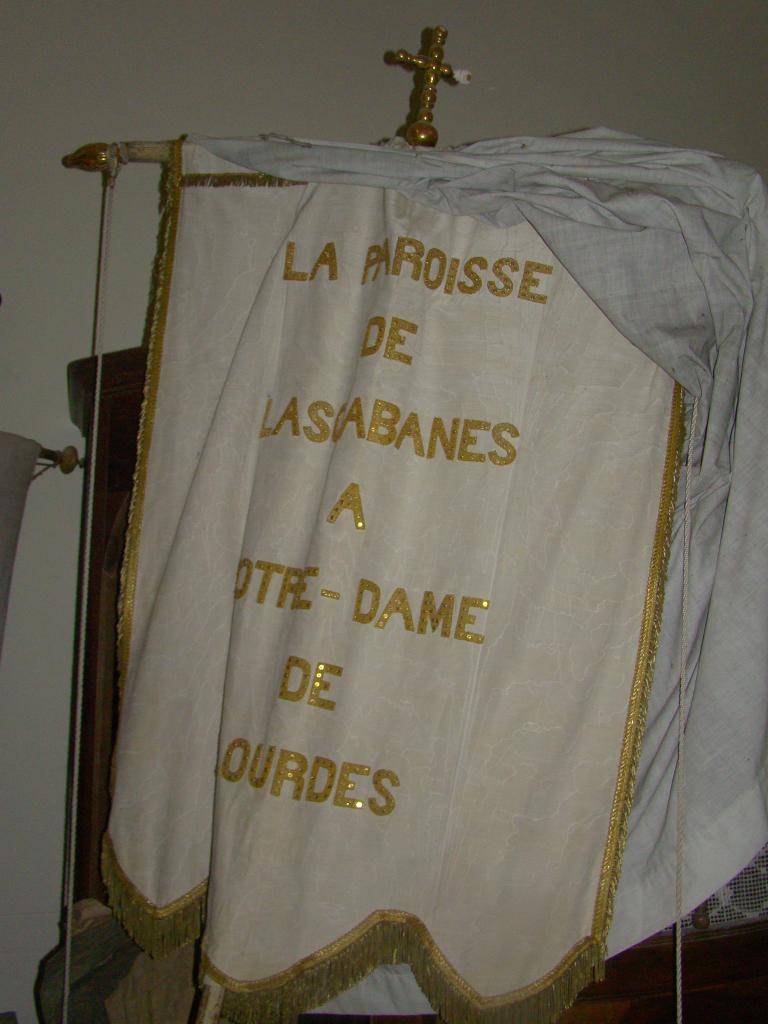 LA PAROISSE
DE
LASCABANES
A
OTRE-DAME
DE
OURDES